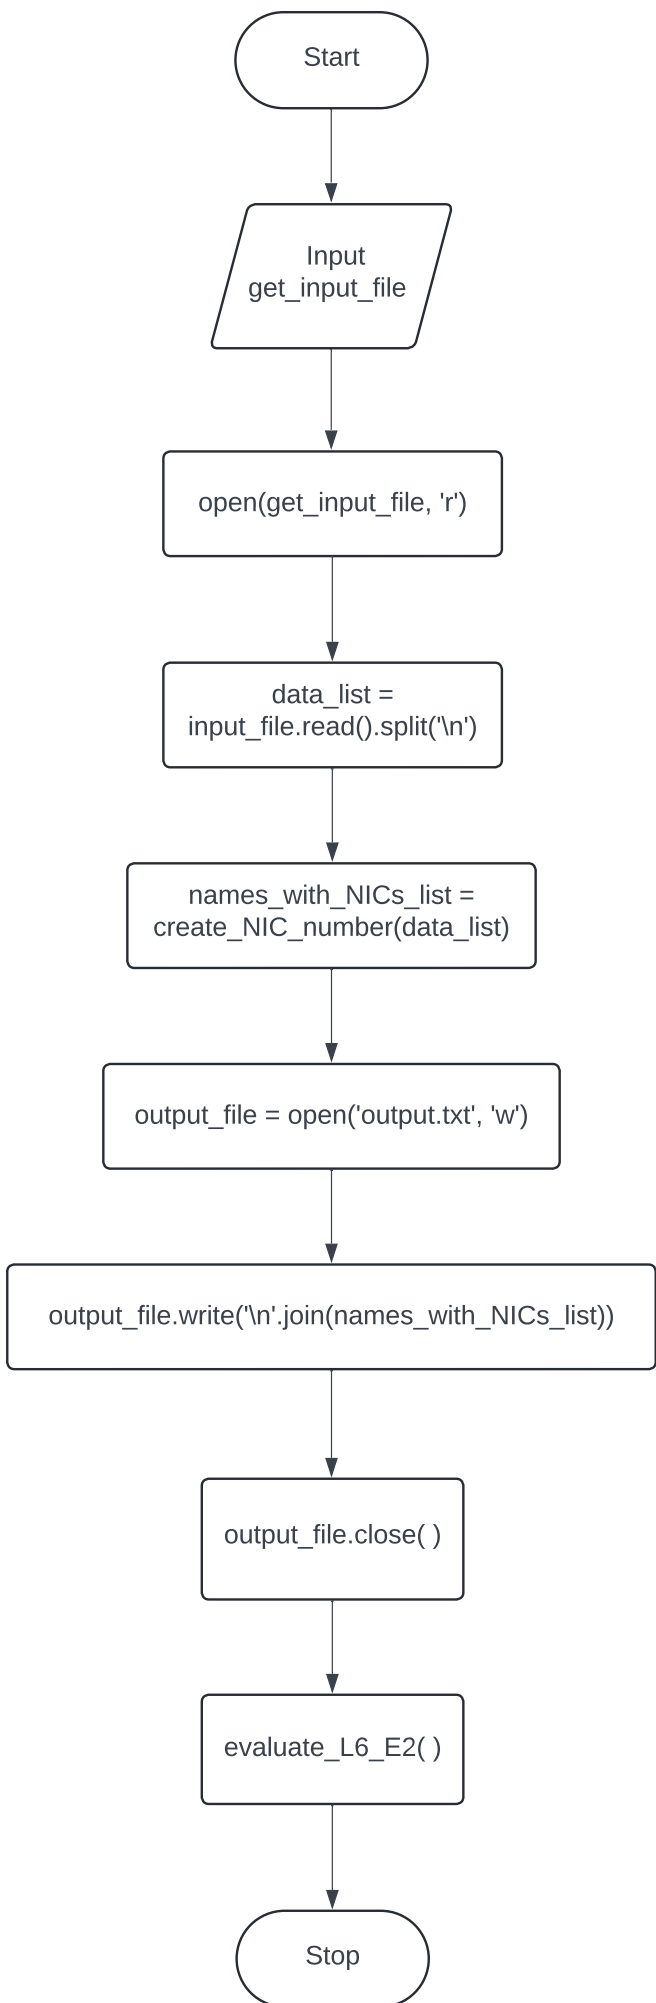 Start
Input
get_input_file
open(get_input_file, 'r')
data_list =
input_file.read().split('\n')
names_with_NICs_list =
create_NIC_number(data_list)
output_file = open('output.txt', 'w')
output_file.write('\n'.join(names_with_NICs_list))
output_file.close( )
evaluate_L6_E2( )
Stop